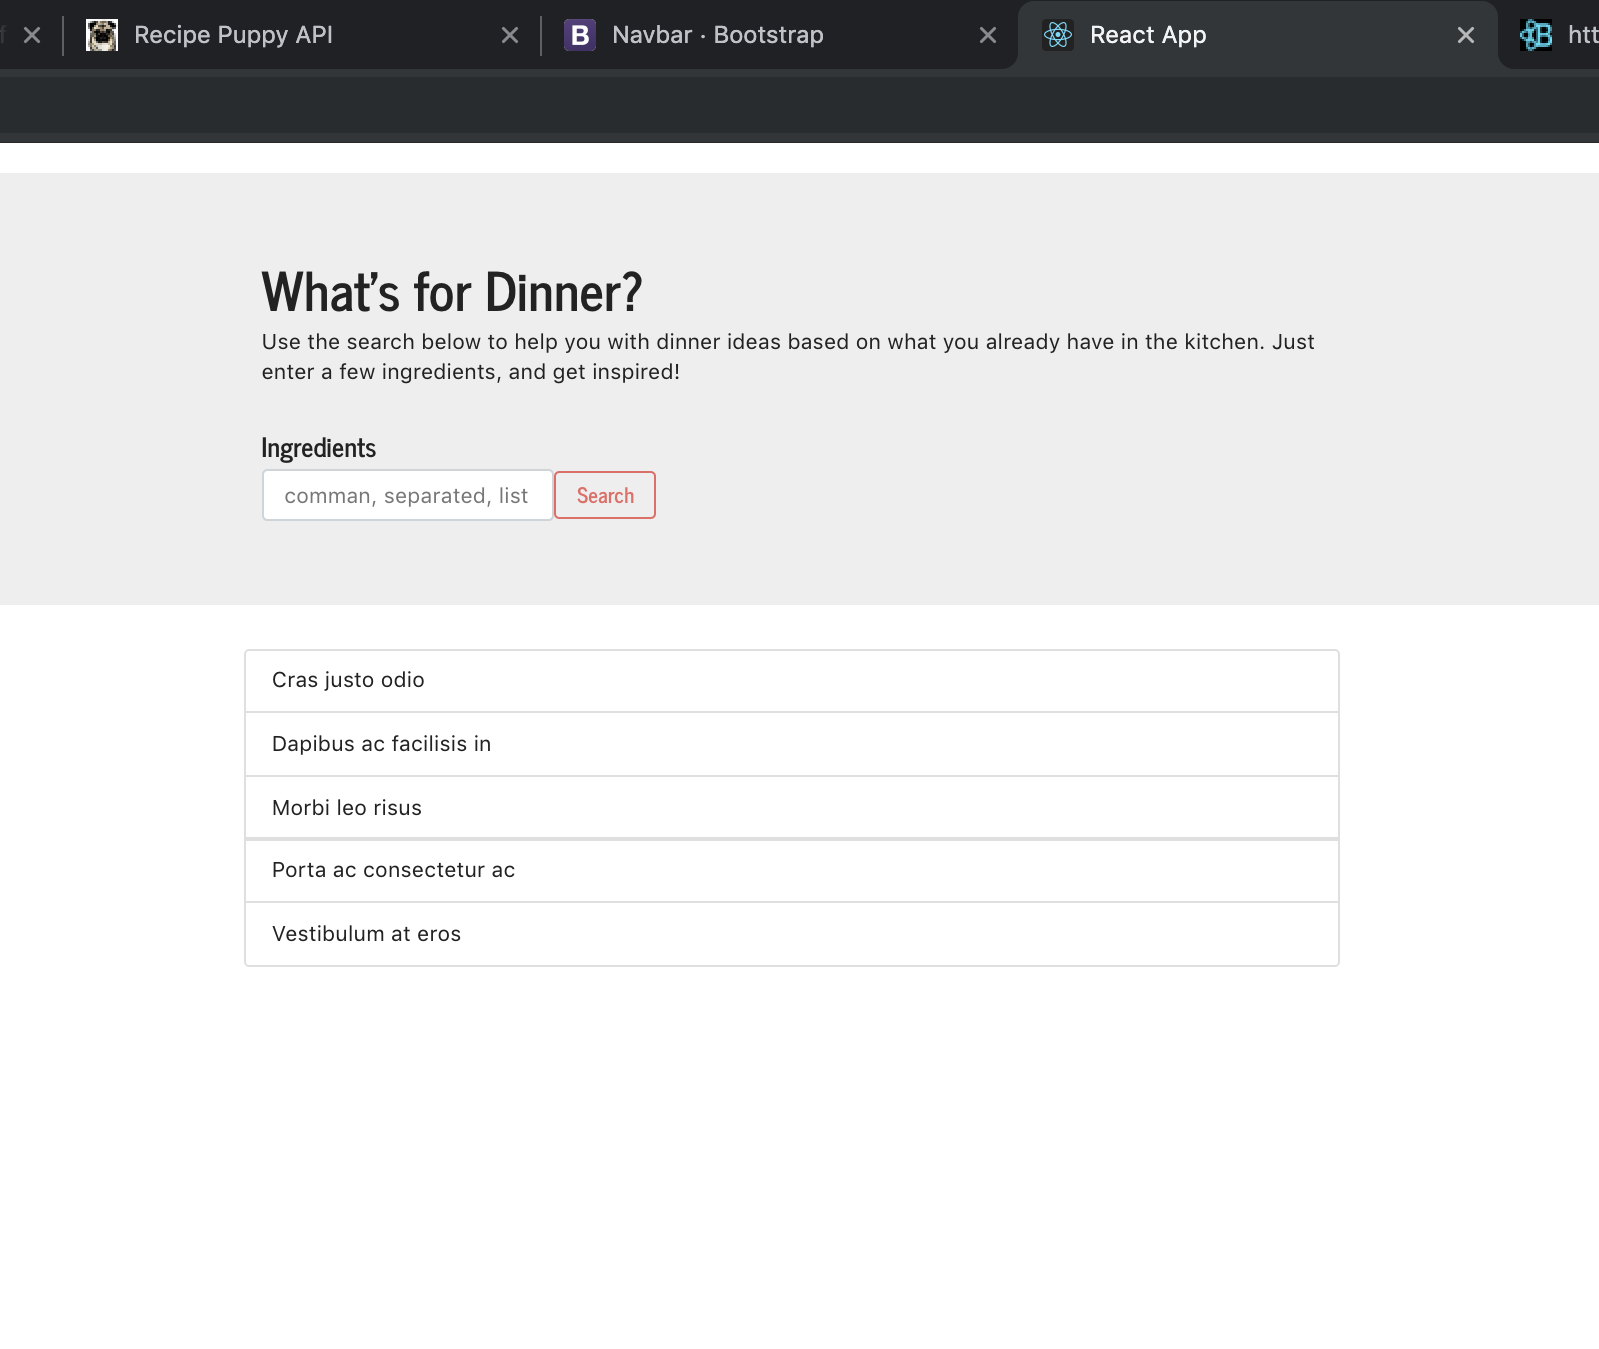 Recipe Puppy API
B
Navbar · Bootstrap
React App
B
htt
What's for Dinner?
Use the search below to help you with dinner ideas based on what you already have in the kitchen. Just
enter a few ingredients, and get inspired!
Ingredients
comman, separated, list
Search
Cras justo odio
Dapibus ac facilisis in
Morbi leo risus
Porta ac consectetur ac
Vestibulum at eros